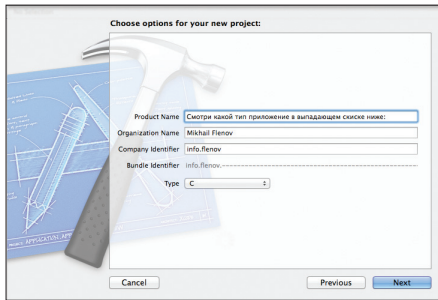 Choose options for your new project:
Product Name Смотри какой тип приложение в выпадающем скиске ниже:
Organization Name Mikhail Flenov
Company Identifier info.flenov
Bundle Identifier info.flenov.------------------------------------------------
Type C
Cancel Previous Next